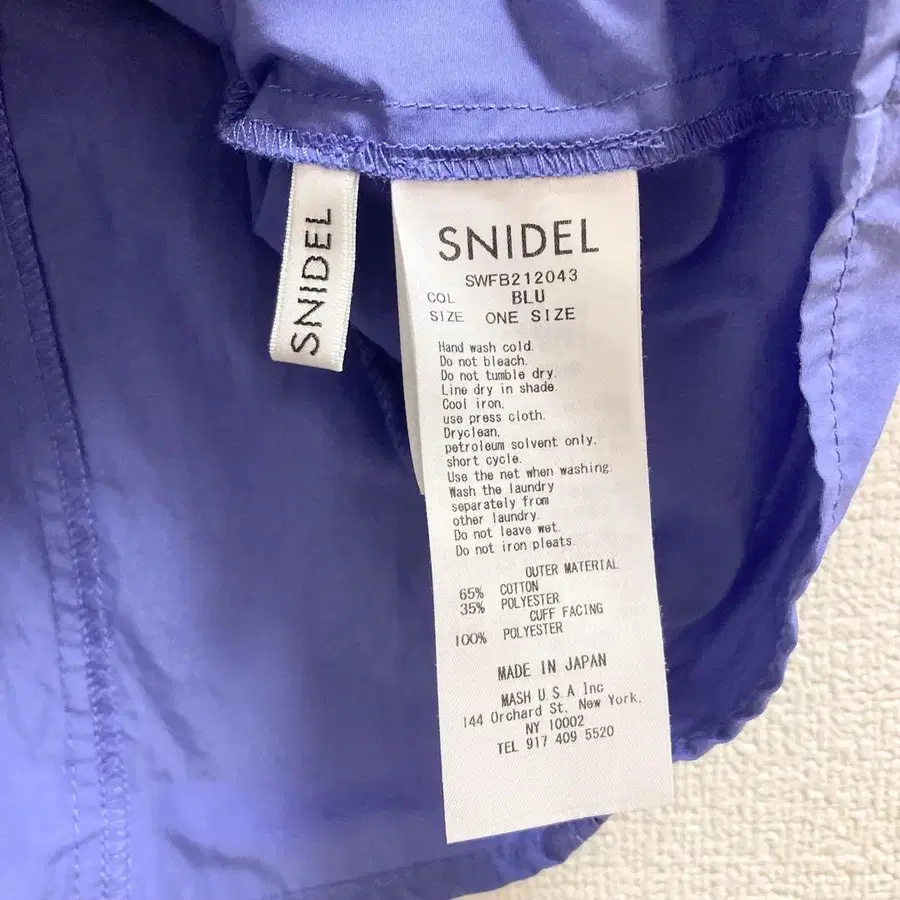 SNIDEL
SNIDEL
SWFB212043
COL BLU
SIZE ONE SIZE
Hand wash cold.
Do not bleach.
Do not tumble dry.
Line dry in shade.
Cool iron,
use press cloth.
Dryclean,
petroleum solvent only,
short cycle.
Use the net when washing.
Wash the laundry
separately from
other laundry.
Do not leave wet.
Do not iron pleats.
OUTER MATERIAL
65% COTTON
35% POLYESTER
CUFF FACING
100% POLYESTER
MADE IN JAPAN
MASH U.S.A Inc
144 Orchard St, New York,
NY 10002
TEL 917 409 5520